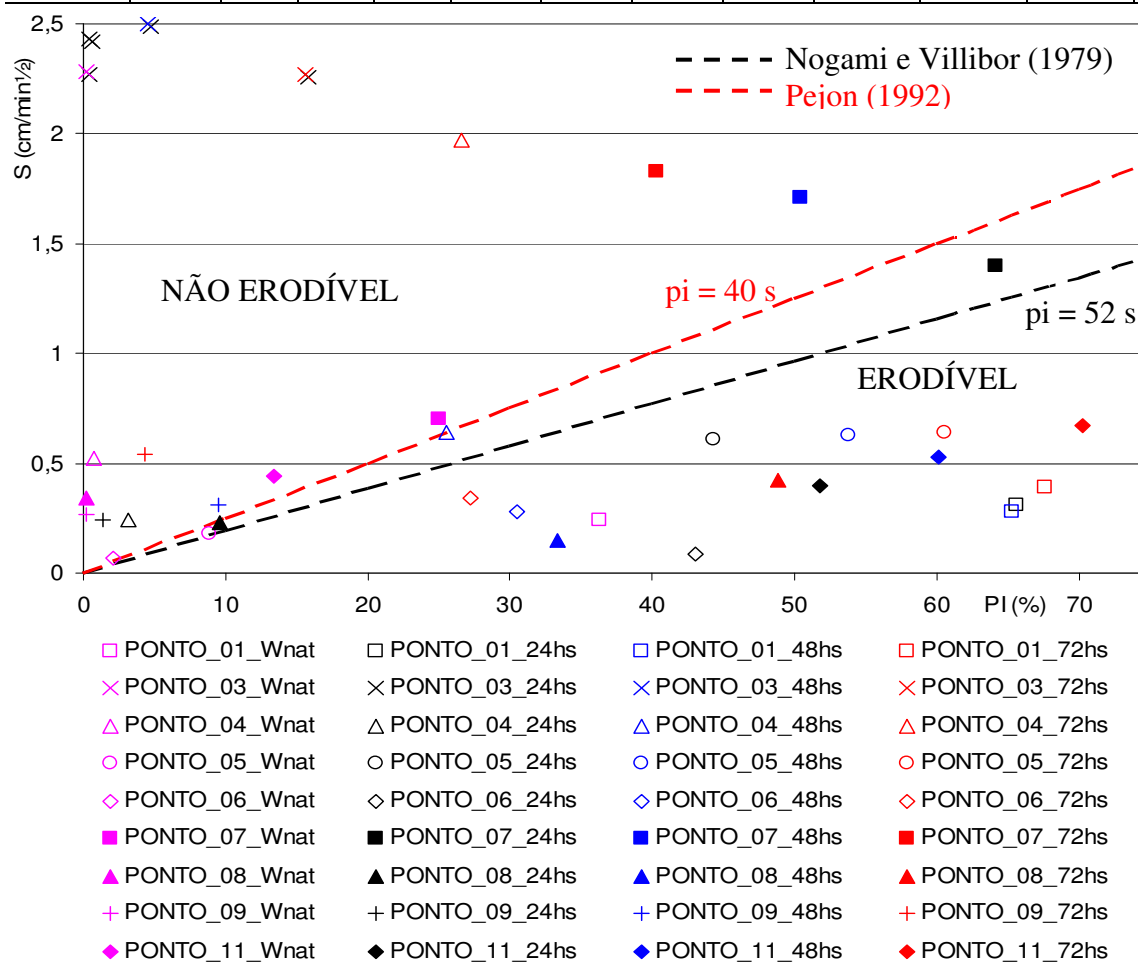 2,5
Nogami e Villibor (1979)
Pejon (1992)
S (cm/min½)
2
1,5
NÃO ERODÍVEL
pi = 40 s
pi = 52 s
1
ERODÍVEL
0,5
0
0 10 20 30 40 50 60 PI (%) 70
PONTO_01_Wnat PONTO_01_24hs PONTO_01_48hs PONTO_01_72hs
PONTO_03_Wnat PONTO_03_24hs PONTO_03_48hs PONTO_03_72hs
PONTO_04_Wnat PONTO_04_24hs PONTO_04_48hs PONTO_04_72hs
PONTO_05_Wnat PONTO_05_24hs PONTO_05_48hs PONTO_05_72hs
PONTO_06_Wnat PONTO_06_24hs PONTO_06_48hs PONTO_06_72hs
PONTO_07_Wnat PONTO_07_24hs PONTO_07_48hs PONTO_07_72hs
PONTO_08_Wnat PONTO_08_24hs PONTO_08_48hs PONTO_08_72hs
PONTO_09_Wnat PONTO_09_24hs PONTO_09_48hs PONTO_09_72hs
PONTO_11_Wnat PONTO_11_24hs PONTO_11_48hs PONTO_11_72hs